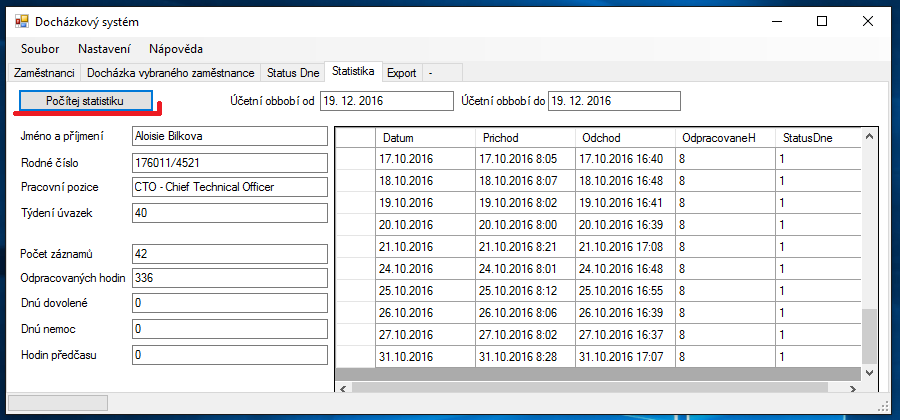 Docházkový systém
Soubor Nastavení Nápověda
Zaměstnanci Docházka vybraného zaměstnance Status Dne Statistika Export -
Počítej statistiku Účetní obbobí od 19. 12. 2016 Účetní obbobí do 19. 12. 2016
Jméno a příjmení Aloisie Bilkova
Rodné číslo 176011/4521
Pracovní pozice CTO - Chief Technical Officer
Týdení úvazek 40
Počet záznamů 42
Odpracovaných hodin 336
Dnú dovolené 0
Dnú nemoc 0
Hodin předčasu 0
Datum Prichod Odchod OdpracovaneH StatusDne
17.10.2016 17.10.2016 8:05 17.10.2016 16:40 8 1
18.10.2016 18.10.2016 8:07 18.10.2016 16:48 8 1
19.10.2016 19.10.2016 8:02 19.10.2016 16:41 8 1
20.10.2016 20.10.2016 8:00 20.10.2016 16:39 8 1
21.10.2016 21.10.2016 8:21 21.10.2016 17:08 8 1
24.10.2016 24.10.2016 8:01 24.10.2016 16:48 8 1
25.10.2016 25.10.2016 8:12 25.10.2016 16:55 8 1
26.10.2016 26.10.2016 8:06 26.10.2016 16:39 8 1
27.10.2016 27.10.2016 8:02 27.10.2016 16:37 8 1
31.10.2016 31.10.2016 8:28 31.10.2016 17:07 8 1